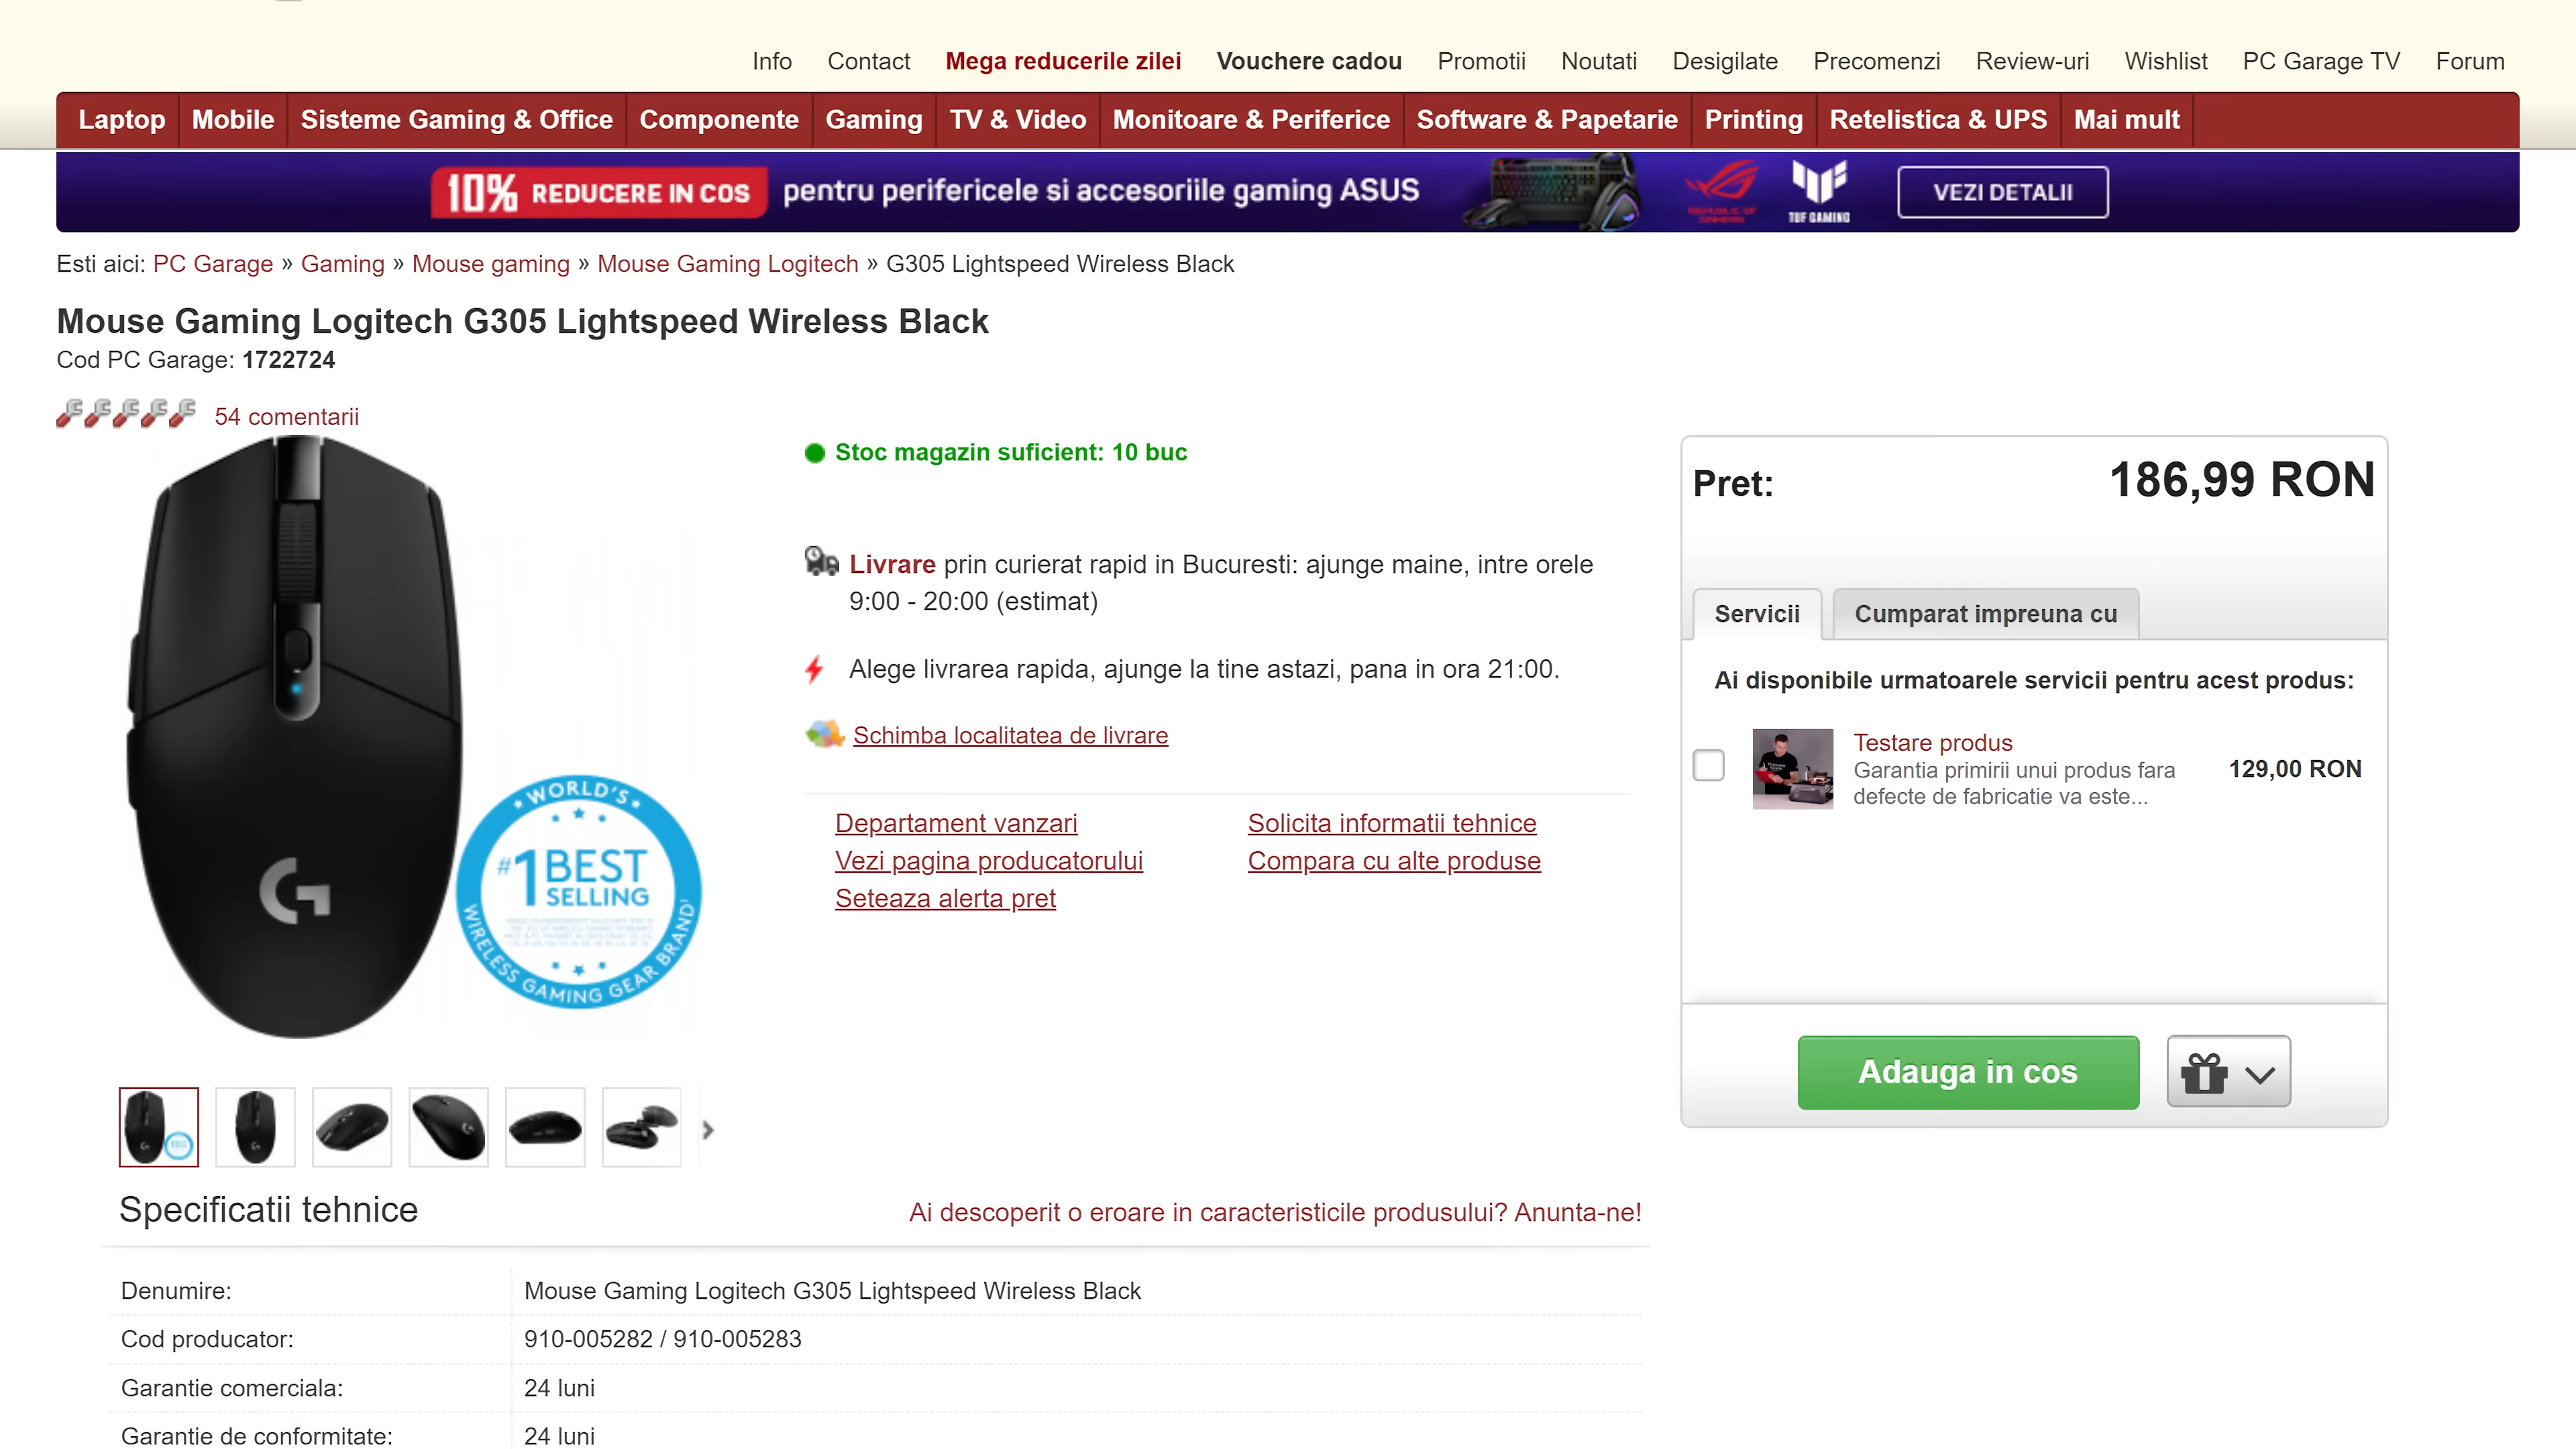 Info Contact Mega reducerile zilei Vouchere cadou Promotii Noutati Desigilate Precomenzi Review-uri Wishlist PC Garage TV Forum
Laptop Mobile Sisteme Gaming & Office Componente Gaming TV & Video Monitoare & Periferice Software & Papetarie Printing Retelistica & UPS Mai mult
10% REDUCERE IN COS pentru perifericele si accesoriile gaming ASUS REPUBLIC OF GAMERS TUF GAMING VEZI DETALII
Esti aici: PC Garage » Gaming » Mouse gaming » Mouse Gaming Logitech » G305 Lightspeed Wireless Black
Mouse Gaming Logitech G305 Lightspeed Wireless Black
Cod PC Garage: 1722724
54 comentarii
WORLD'S
#1 BEST
SELLING
WIRELESS GAMING GEAR BRAND!
Stoc magazin suficient: 10 buc
Livrare prin curierat rapid in Bucuresti: ajunge maine, intre orele
9:00 - 20:00 (estimat)
Alege livrarea rapida, ajunge la tine astazi, pana in ora 21:00.
Schimba localitatea de livrare
Departament vanzari
Solicita informatii tehnice
Vezi pagina producatorului
Compara cu alte produse
Seteaza alerta pret
Pret: 186,99 RON
Servicii Cumparat impreuna cu
Ai disponibile urmatoarele servicii pentru acest produs:
Testare produs
Garantia primirii unui produs fara
defecte de fabricatie va este...
129,00 RON
Adauga in cos
Specificatii tehnice
Ai descoperit o eroare in caracteristicile produsului? Anunta-ne!
Denumire: Mouse Gaming Logitech G305 Lightspeed Wireless Black
Cod producator: 910-005282 / 910-005283
Garantie comerciala: 24 luni
Garantie de conformitate: 24 luni